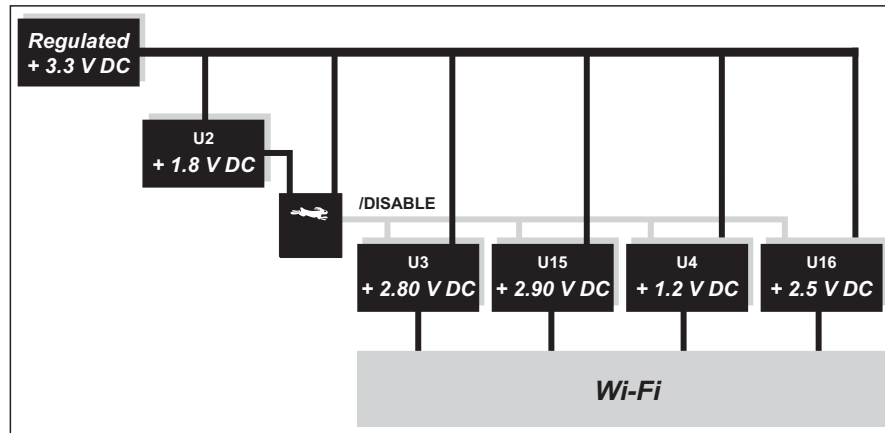 Regulated
+ 3.3 V DC
U2
+ 1.8 V DC
/DISABLE
U3
+ 2.80 V DC
U15
+ 2.90 V DC
U4
+ 1.2 V DC
U16
+ 2.5 V DC
Wi-Fi